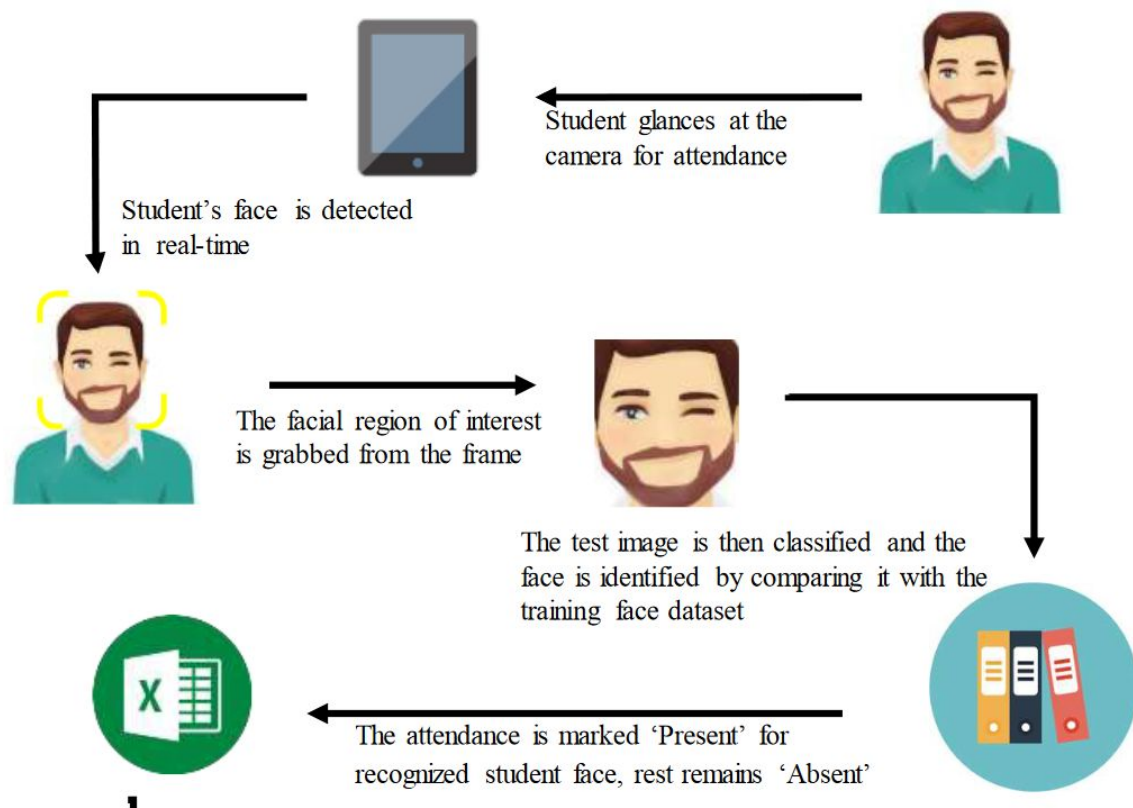 Student glances at the
camera for attendance
Student’s face is detected
in real-time
The facial region of interest
is grabbed from the frame
The test image is then classified and the
face is identified by comparing it with the
training face dataset
X
The attendance is marked ‘Present’ for
recognized student face, rest remains ‘Absent’